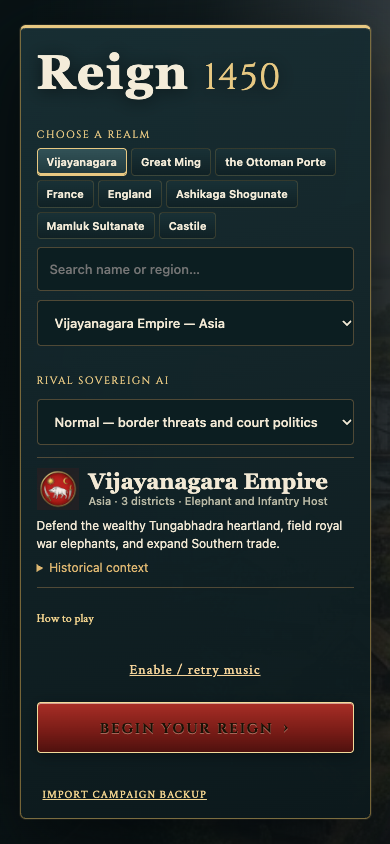 Reign 1450
CHOOSE A REALM
Vijayanagara Great Ming the Ottoman Porte
France England Ashikaga Shogunate
Mamluk Sultanate Castile
Search name or region...
Vijayanagara Empire — Asia
RIVAL SOVEREIGN AI
Normal — border threats and court politics
Vijayanagara Empire
Asia · 3 districts · Elephant and Infantry Host
Defend the wealthy Tungabhadra heartland, field royal
war elephants, and expand Southern trade.
▶ Historical context
How to play
Enable / retry music
BEGIN YOUR REIGN ›
IMPORT CAMPAIGN BACKUP